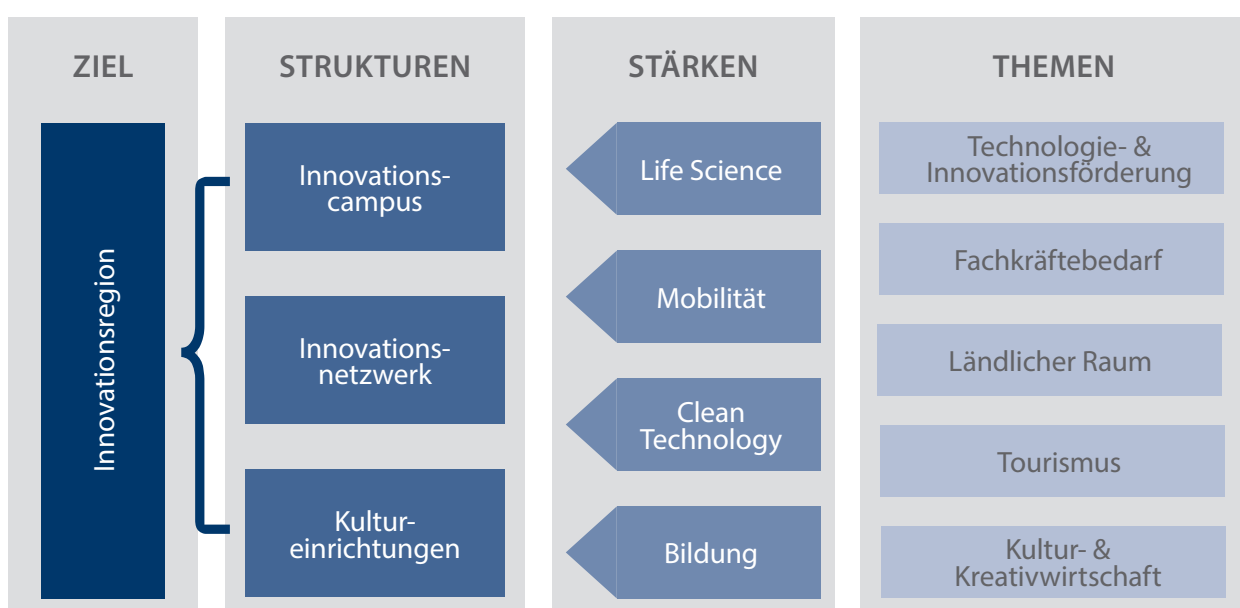 ZIEL
Innovationsregion
STRUKTUREN
Innovations-
campus
Innovations-
netzwerk
Kultur-
einrichtungen
STÄRKEN
Life Science
Mobilität
Clean
Technology
Bildung
THEMEN
Technologie- &
Innovationsförderung
Fachkräftebedarf
Ländlicher Raum
Tourismus
Kultur- &
Kreativwirtschaft